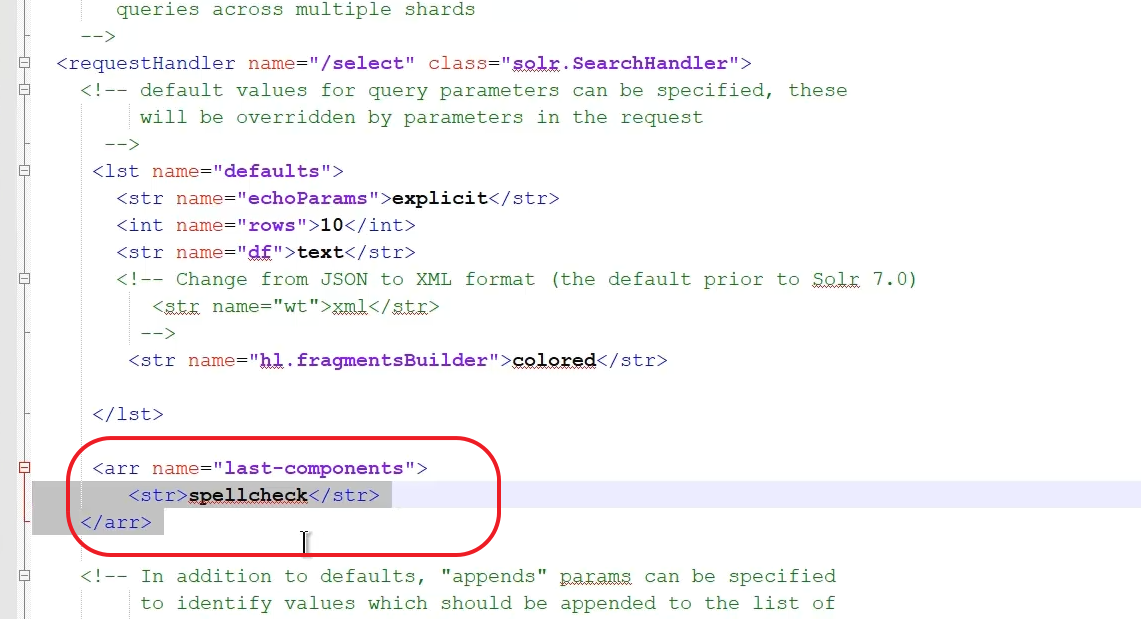 queries across multiple shards
-->
<requestHandler name="/select" class="solr.SearchHandler">
<!-- default values for query parameters can be specified, these
will be overridden by parameters in the request
-->
<lst name="defaults">
<str name="echoParams">explicit</str>
<int name="rows">10</int>
<str name="df">text</str>
<!-- Change from JSON to XML format (the default prior to Solr 7.0)
<str name="wt">xml</str>
-->
<str name="hl.fragmentsBuilder">colored</str>
</lst>
<arr name="last-components">
<str>spellcheck</str>
</arr>
<!-- In addition to defaults, "appends" params can be specified
to identify values which should be appended to the list of